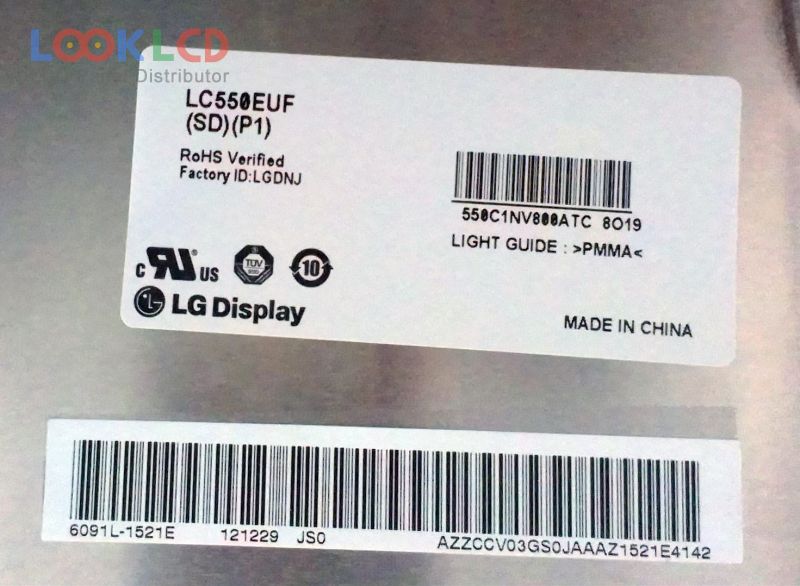 LOOKLCD
Distributor
LC550EUF
(SD)(P1)
RoHS Verified
Factory ID:LGDNJ
550C1NV800ATC 8O19
LIGHT GUIDE : >PMMA<
c RU US
TÜV
10
LG Display
MADE IN CHINA
6091L-1521E 121229 JS0 AZZCCV03GS0JAAAZ1521E4142